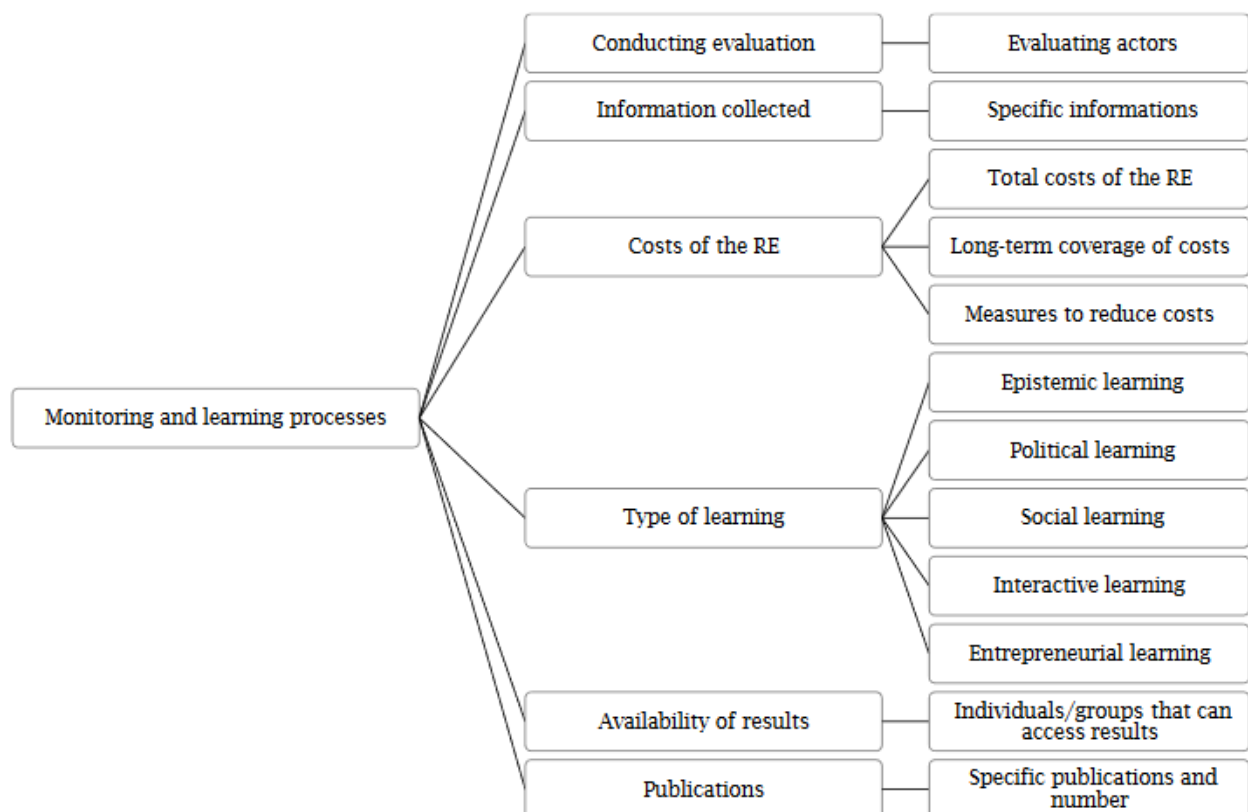 Conducting evaluation
Evaluating actors
Information collected
Specific informations
Total costs of the RE
Costs of the RE
Long-term coverage of costs
Measures to reduce costs
Epistemic learning
Monitoring and learning processes
Political learning
Type of learning
Social learning
Interactive learning
Entrepreneurial learning
Availability of results
Individuals/groups that can
access results
Publications
Specific publications and
number